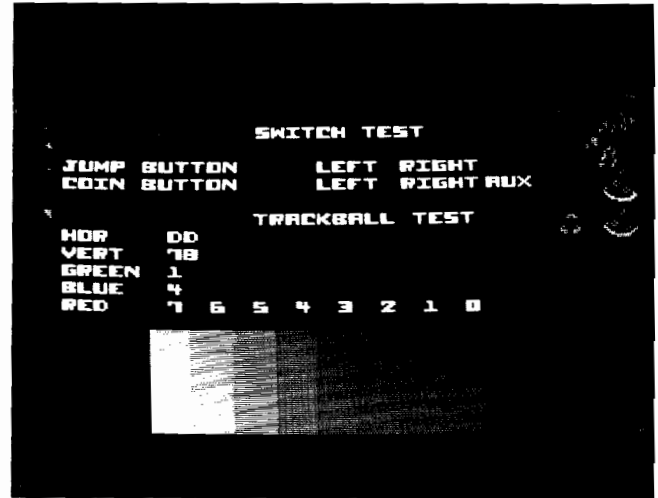 SWITCH TEST
JUMP BUTTON LEFT RIGHT
COIN BUTTON LEFT RIGHT AUX
TRACKBALL TEST
HOR DD
VERT 78
GREEN 1
BLUE 4
RED 7 6 5 4 3 2 1 0